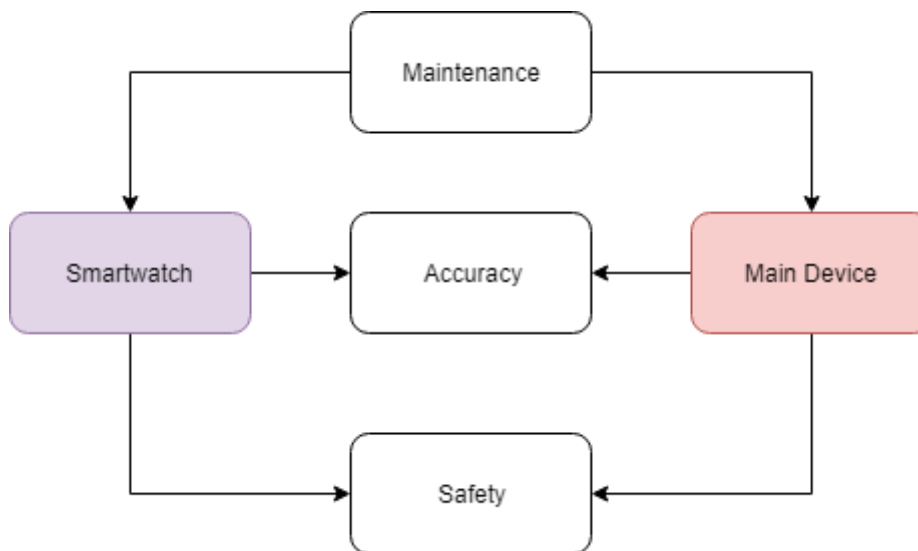 Maintenance
Smartwatch
Accuracy
Main Device
Safety